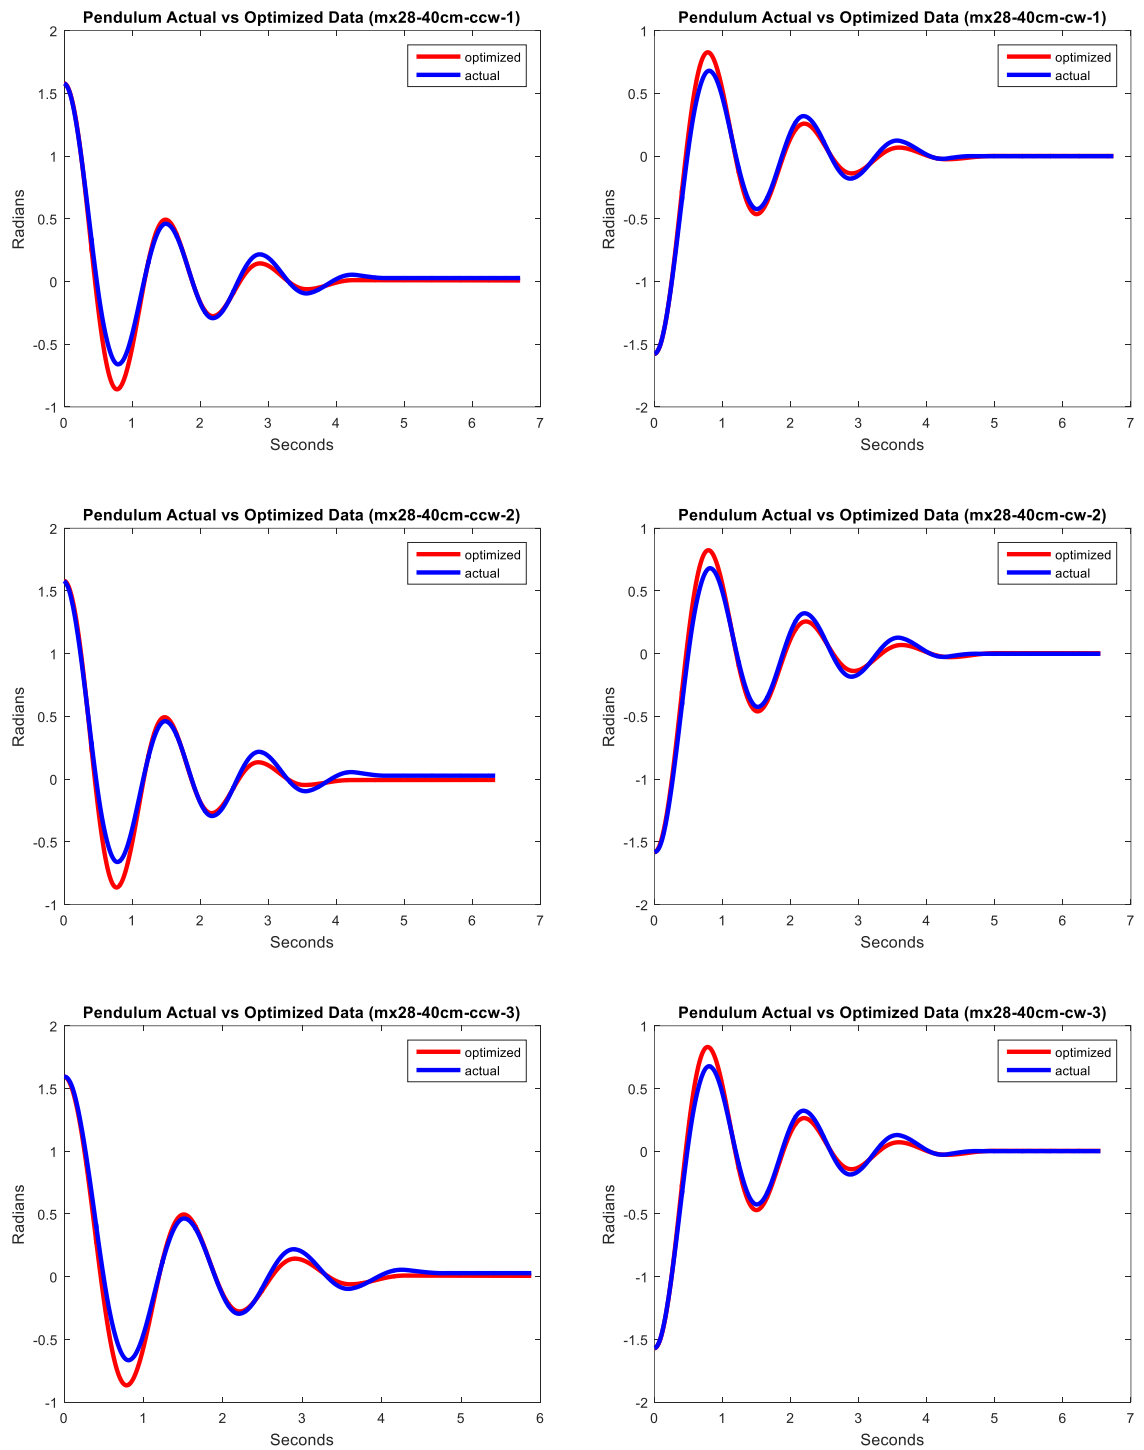 Pendulum Actual vs Optimized Data (mx28-40cm-ccw-1)
2
1.5
1
0.5
0
-0.5
-1
Radians
optimized
actual
0 1 2 3 4 5 6 7
Seconds
Pendulum Actual vs Optimized Data (mx28-40cm-cw-1)
1
0.5
0
-0.5
-1
-1.5
-2
Radians
optimized
actual
0 1 2 3 4 5 6 7
Seconds
Pendulum Actual vs Optimized Data (mx28-40cm-ccw-2)
2
1.5
1
0.5
0
-0.5
-1
Radians
optimized
actual
0 1 2 3 4 5 6 7
Seconds
Pendulum Actual vs Optimized Data (mx28-40cm-cw-2)
1
0.5
0
-0.5
-1
-1.5
-2
Radians
optimized
actual
0 1 2 3 4 5 6 7
Seconds
Pendulum Actual vs Optimized Data (mx28-40cm-ccw-3)
2
1.5
1
0.5
0
-0.5
-1
Radians
optimized
actual
0 1 2 3 4 5 6
Seconds
Pendulum Actual vs Optimized Data (mx28-40cm-cw-3)
1
0.5
0
-0.5
-1
-1.5
-2
Radians
optimized
actual
0 1 2 3 4 5 6 7
Seconds